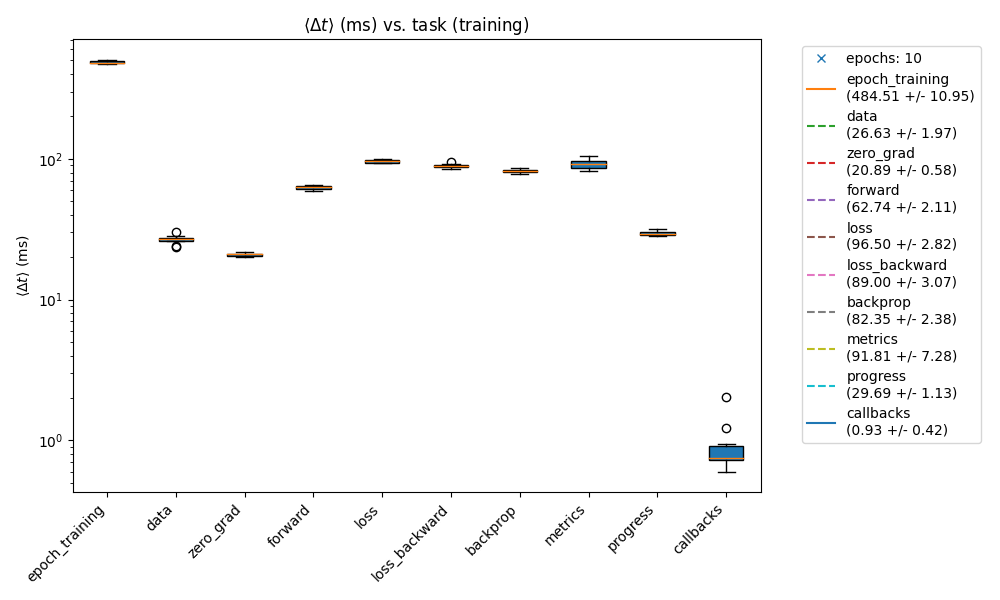 ⟨Δt⟩ (ms) vs. task (training)
⟨Δt⟩ (ms)
10²
10¹
10⁰
epoch_training
data
zero_grad
forward
loss
loss_backward
backprop
metrics
progress
callbacks
epochs: 10
epoch_training
(484.51 +/- 10.95)
data
(26.63 +/- 1.97)
zero_grad
(20.89 +/- 0.58)
forward
(62.74 +/- 2.11)
loss
(96.50 +/- 2.82)
loss_backward
(89.00 +/- 3.07)
backprop
(82.35 +/- 2.38)
metrics
(91.81 +/- 7.28)
progress
(29.69 +/- 1.13)
callbacks
(0.93 +/- 0.42)